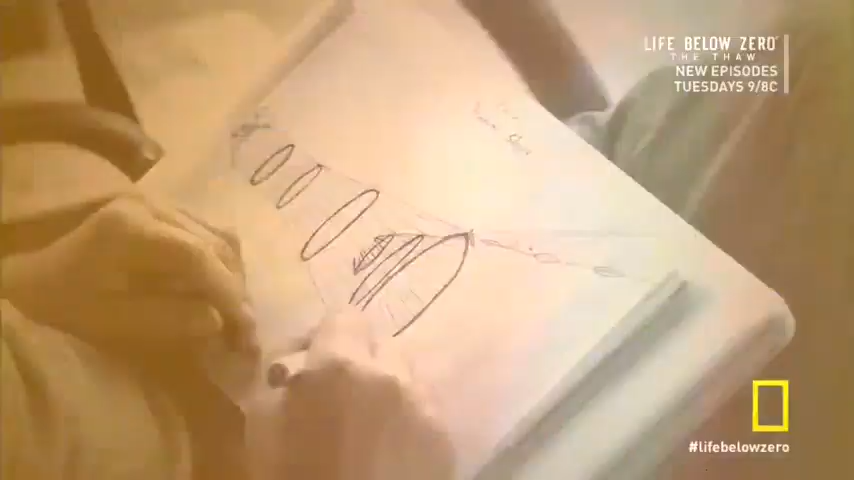 LIFE BELOW ZERO
THE THAW
NEW EPISODES
TUESDAYS 9/8C
#lifebelowzero